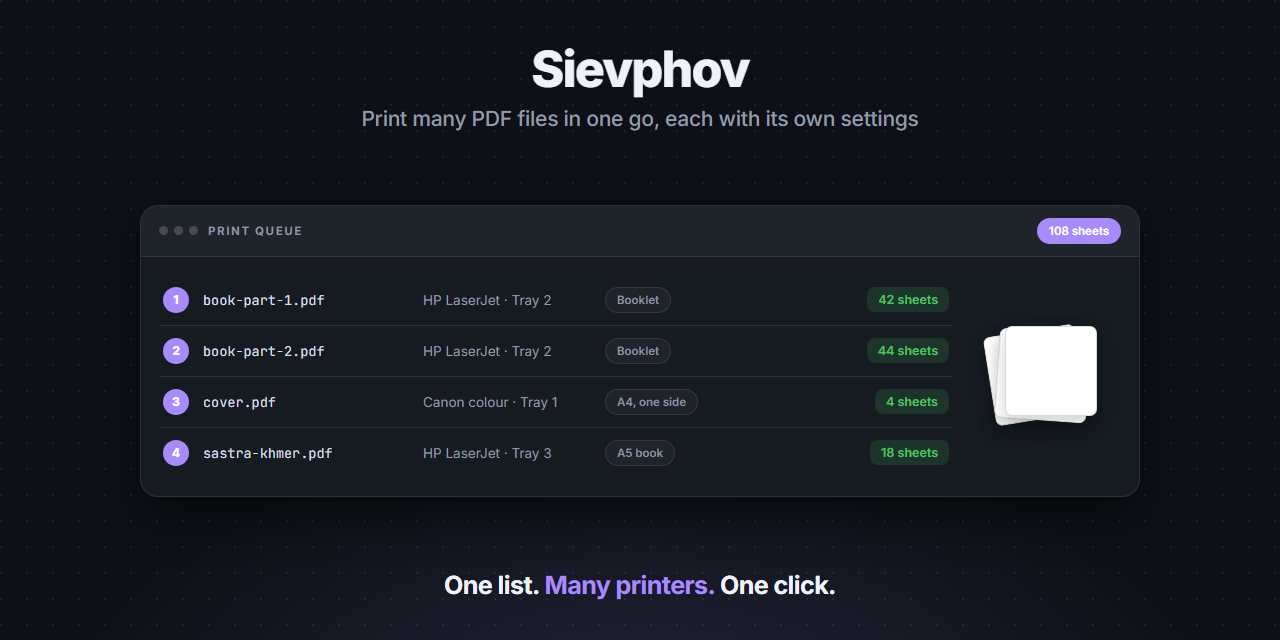 Sievphov
Print many PDF files in one go, each with its own settings
PRINT QUEUE
108 sheets
1 book-part-1.pdf HP LaserJet · Tray 2 Booklet 42 sheets
2 book-part-2.pdf HP LaserJet · Tray 2 Booklet 44 sheets
3 cover.pdf Canon colour · Tray 1 A4, one side 4 sheets
4 sastra-khmer.pdf HP LaserJet · Tray 3 A5 book 18 sheets
One list. Many printers. One click.